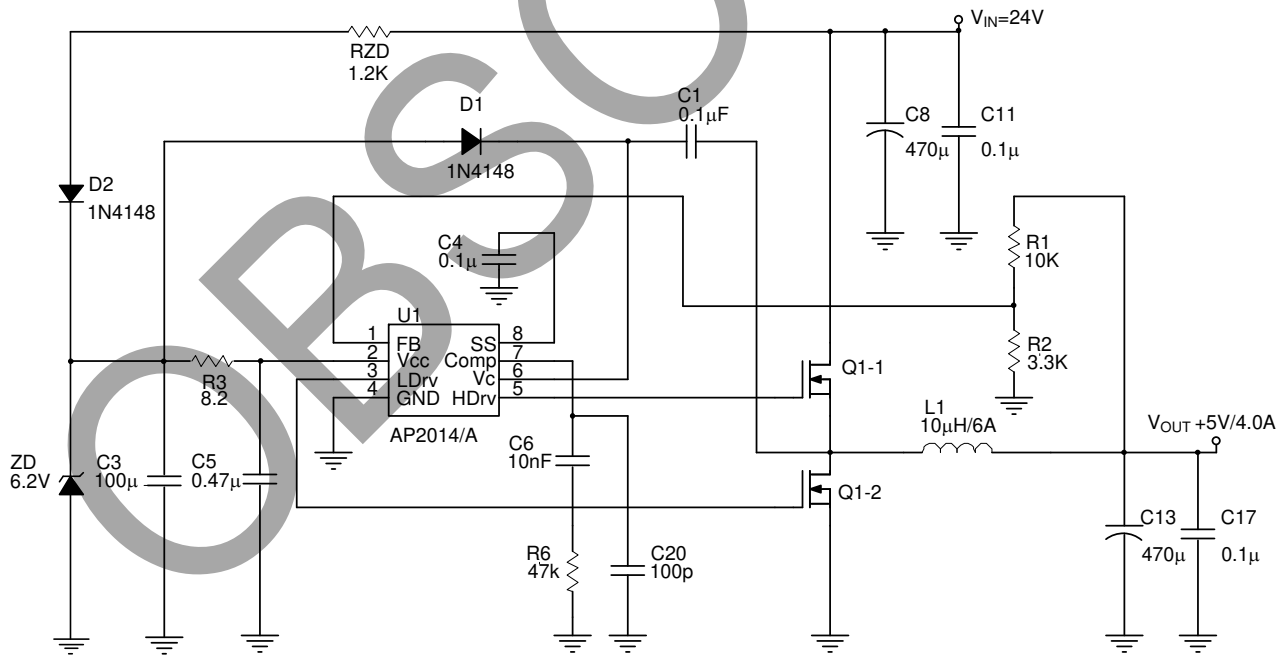 VIN=24V
RZD
1.2K
D1
1N4148
C1
0.1µF
C8
470µ
C11
0.1µ
D2
1N4148
C4
0.1µ
R1
10K
R2
3.3K
U1
1 FB SS 8
2 Vcc Comp 7
3 LDrv Vc 6
4 GND HDrv 5
AP2014/A
R3
8.2
Q1-1
L1
10µH/6A
VOUT +5V/4.0A
ZD
6.2V
C3
100µ
C5
0.47µ
C6
10nF
Q1-2
R6
47k
C20
100p
C13
470µ
C17
0.1µ
OBSO